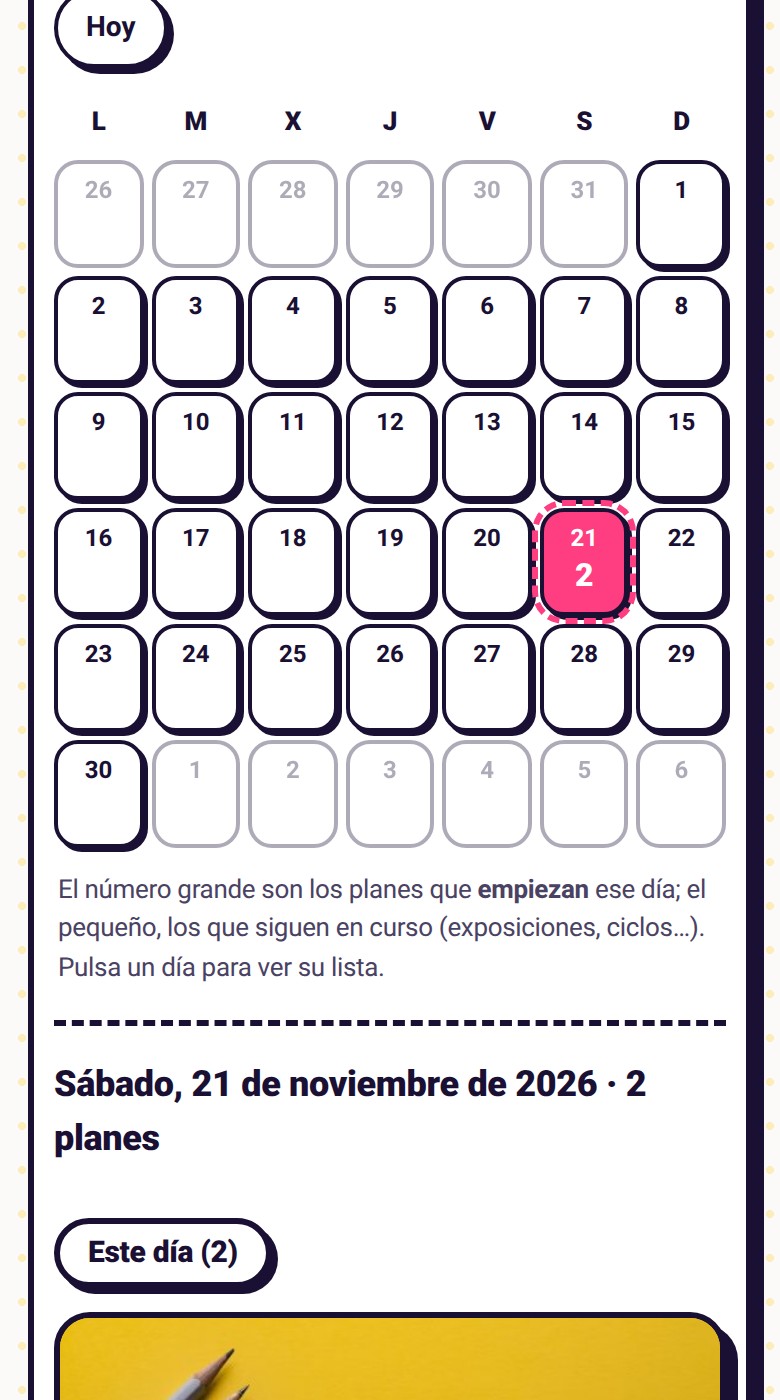 Hoy
L M X J V S D
26 27 28 29 30 31 1
2 3 4 5 6 7 8
9 10 11 12 13 14 15
16 17 18 19 20 21 22
2
23 24 25 26 27 28 29
30 1 2 3 4 5 6
El número grande son los planes que empiezan ese día; el
pequeño, los que siguen en curso (exposiciones, ciclos…).
Pulsa un día para ver su lista.
Sábado, 21 de noviembre de 2026 · 2
planes
Este día (2)